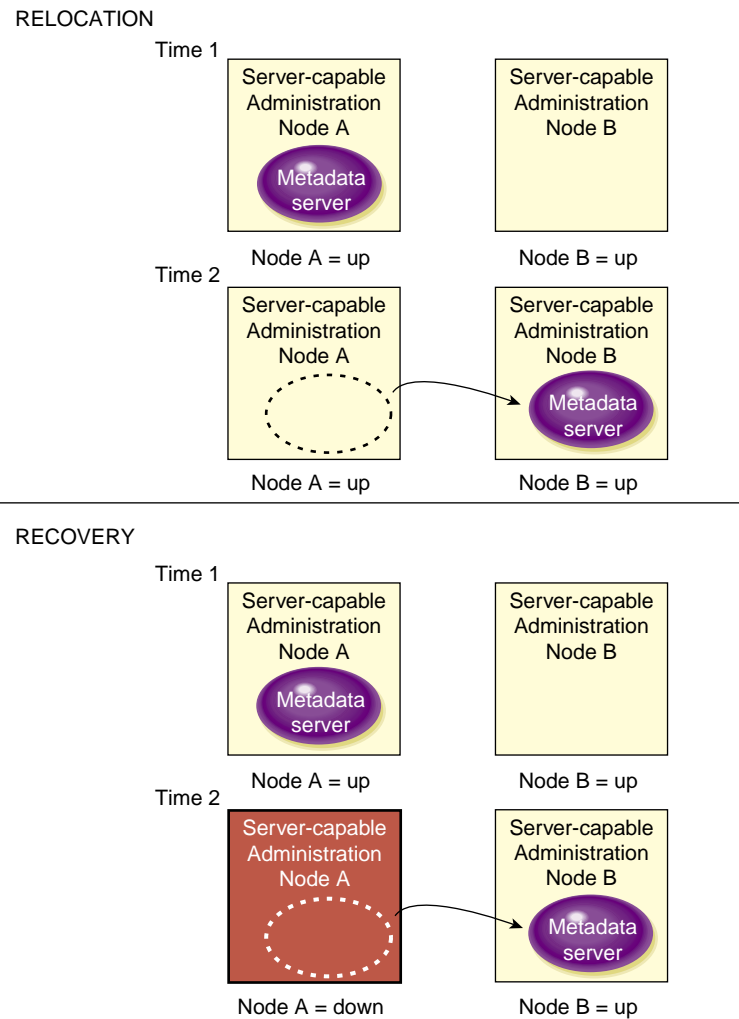 RELOCATION
Time 1
Server-capable
Administration
Node A
Metadata
server
Node A = up
Server-capable
Administration
Node B
Node B = up
Time 2
Server-capable
Administration
Node A
Node A = up
Server-capable
Administration
Node B
Metadata
server
Node B = up
RECOVERY
Time 1
Server-capable
Administration
Node A
Metadata
server
Node A = up
Server-capable
Administration
Node B
Node B = up
Time 2
Server-capable
Administration
Node A
Node A = down
Server-capable
Administration
Node B
Metadata
server
Node B = up